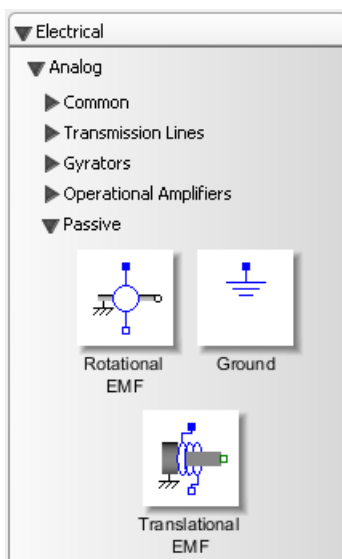 Electrical
Analog
Common
Transmission Lines
Gyrators
Operational Amplifiers
Passive
Rotational
EMF
Ground
Translational
EMF